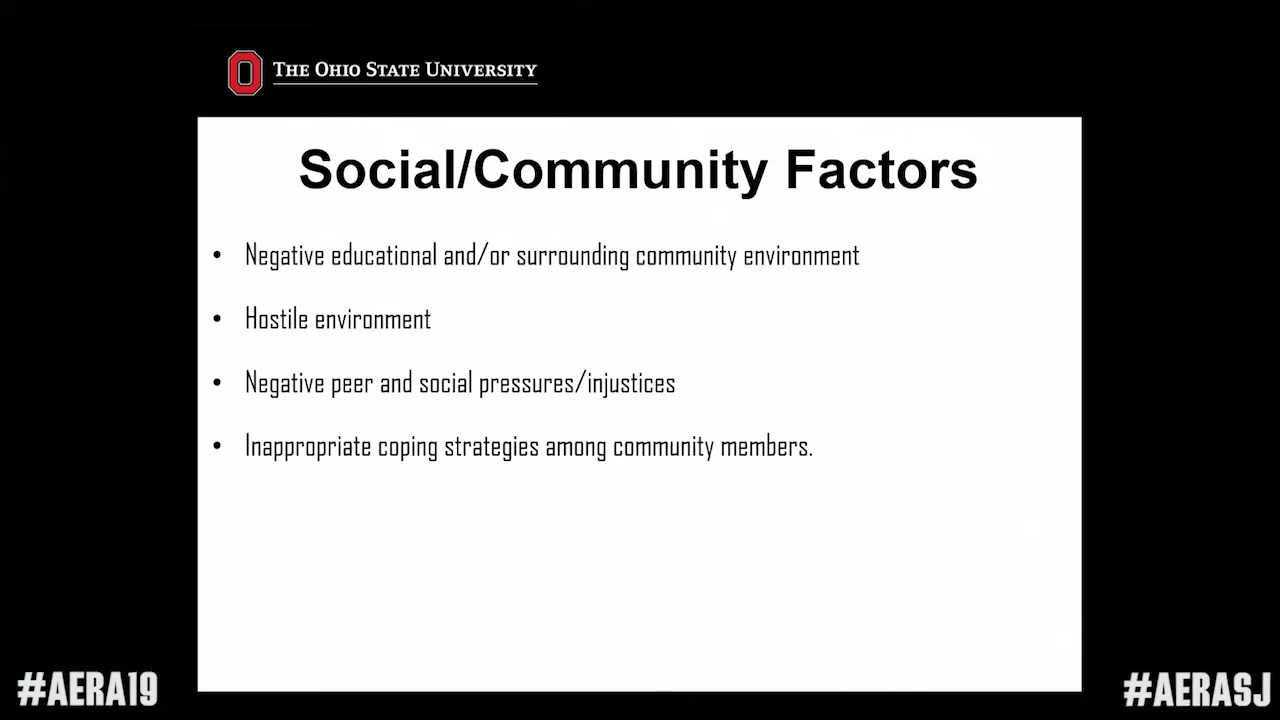 THE OHIO STATE UNIVERSITY
Social/Community Factors
• Negative educational and/or surrounding community environment
• Hostile environment
• Negative peer and social pressures/injustices
• Inappropriate coping strategies among community members.
#AERA19
#AERASJ